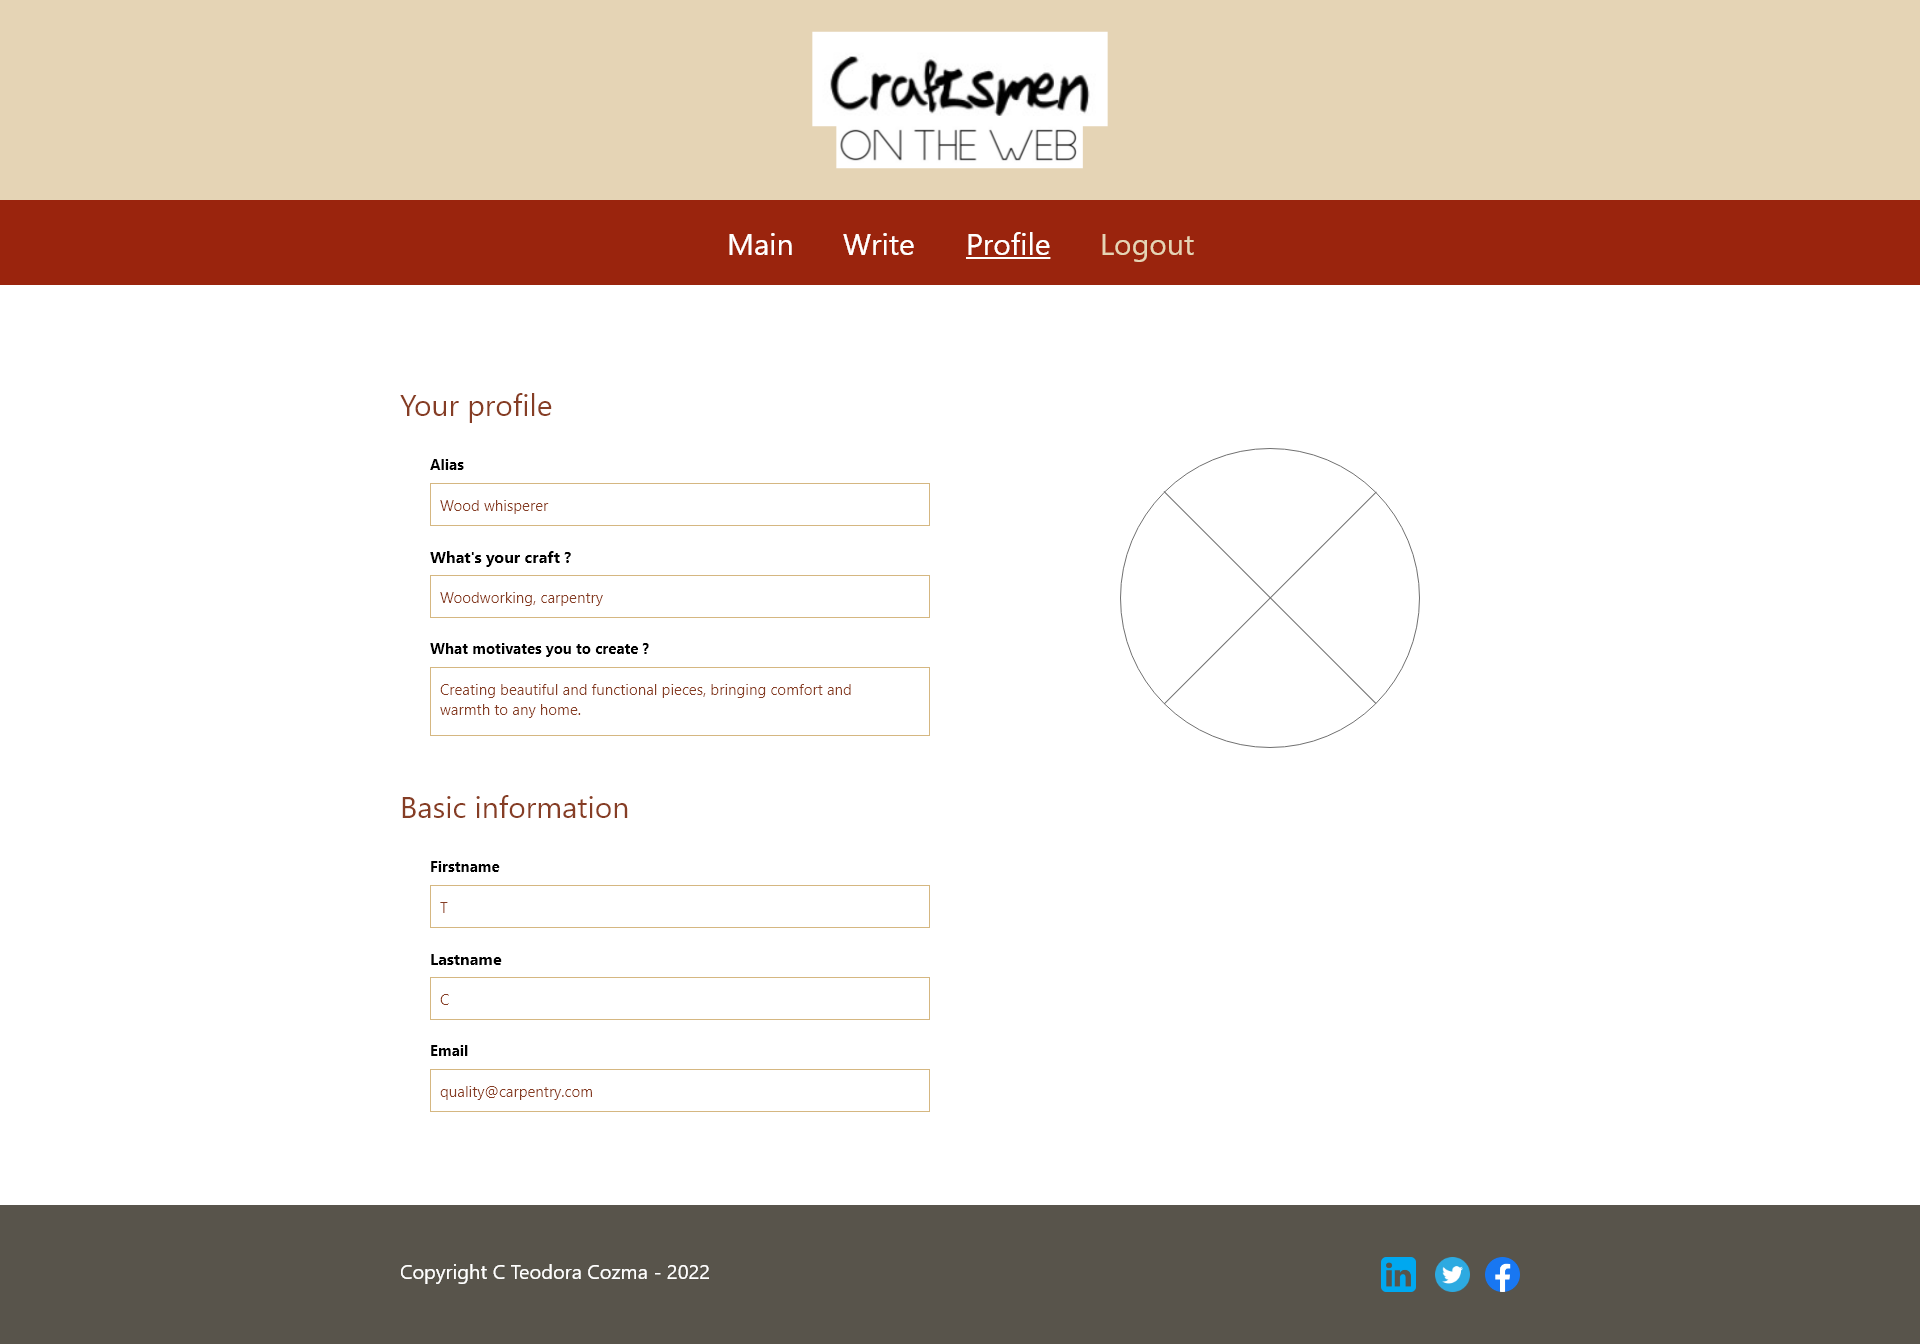 Craftsmen
ON THE WEB
Main Write Profile Logout
Your profile
Alias
Wood whisperer
What's your craft ?
Woodworking, carpentry
What motivates you to create ?
Creating beautiful and functional pieces, bringing comfort and
warmth to any home.
Basic information
Firstname
T
Lastname
C
Email
quality@carpentry.com
Copyright C Teodora Cozma - 2022
in
f